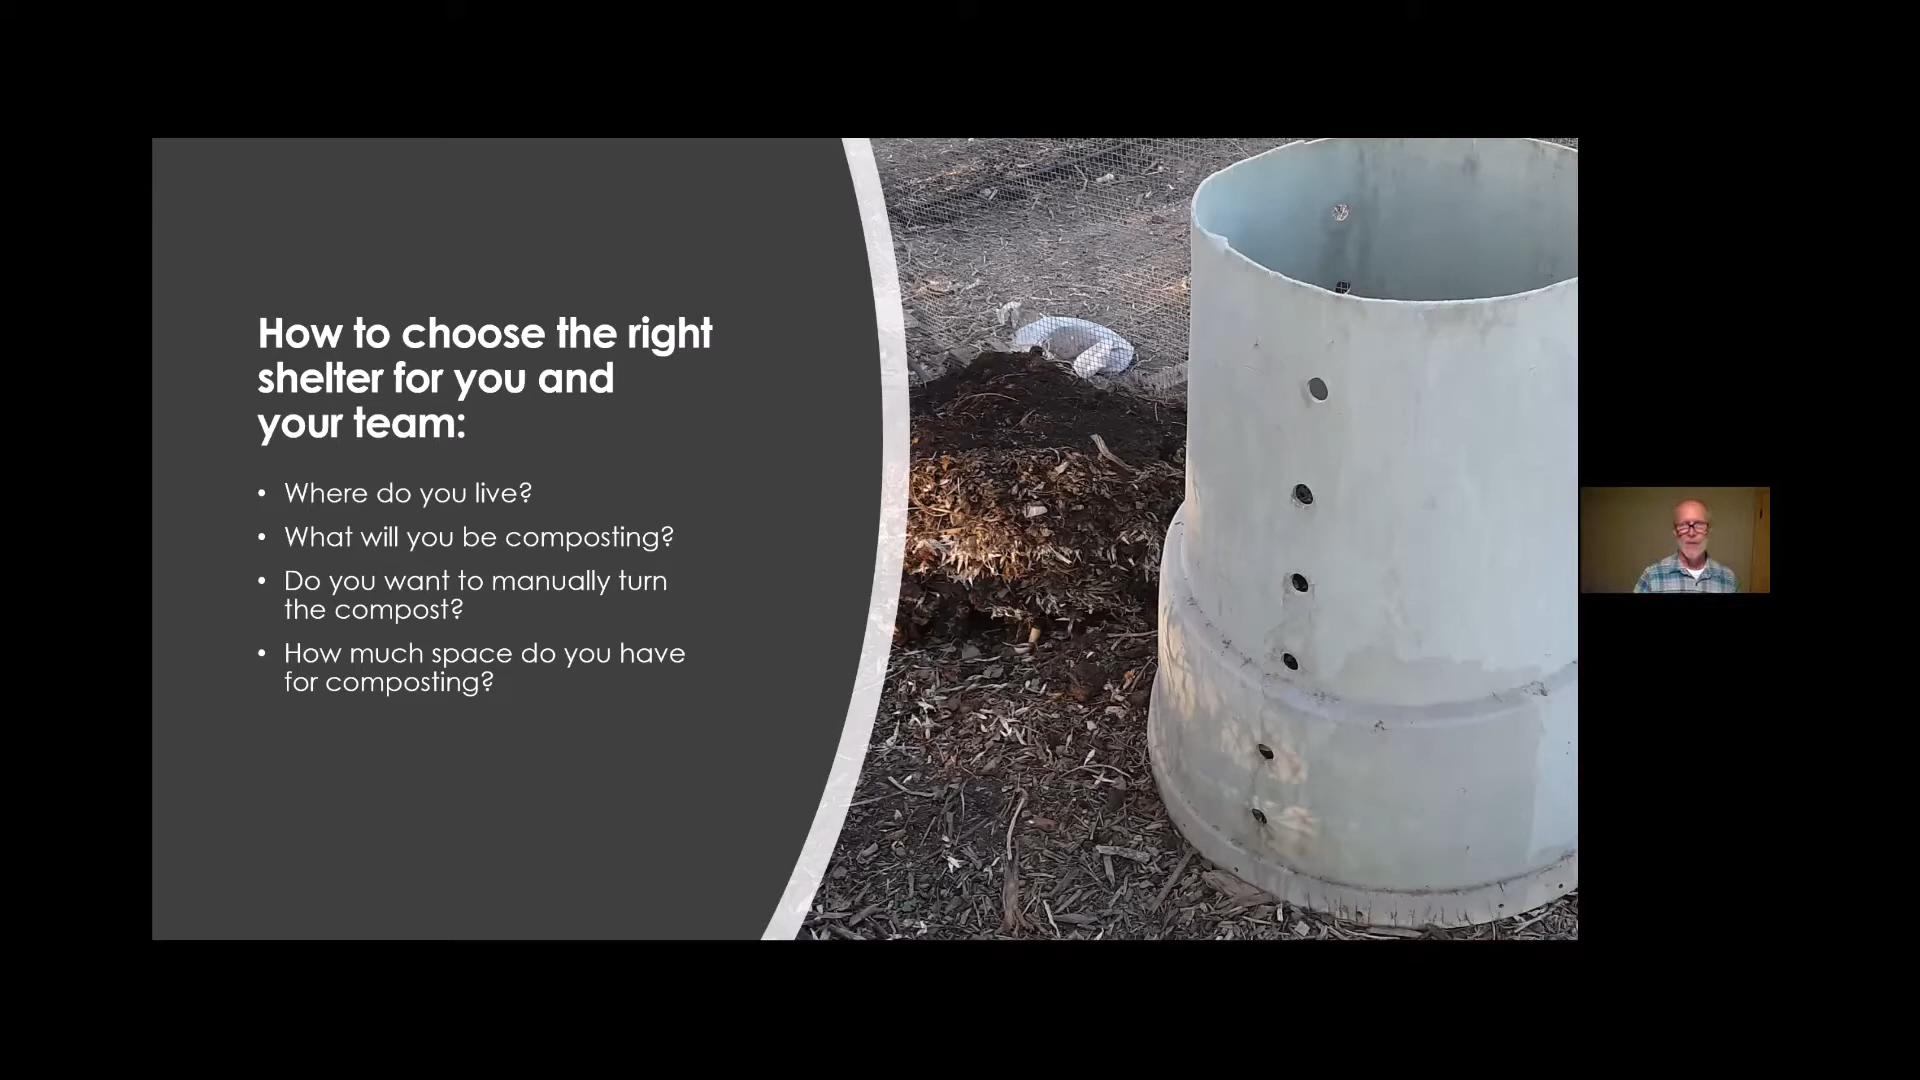 How to choose the right
shelter for you and
your team:
• Where do you live?
• What will you be composting?
• Do you want to manually turn
the compost?
• How much space do you have
for composting?